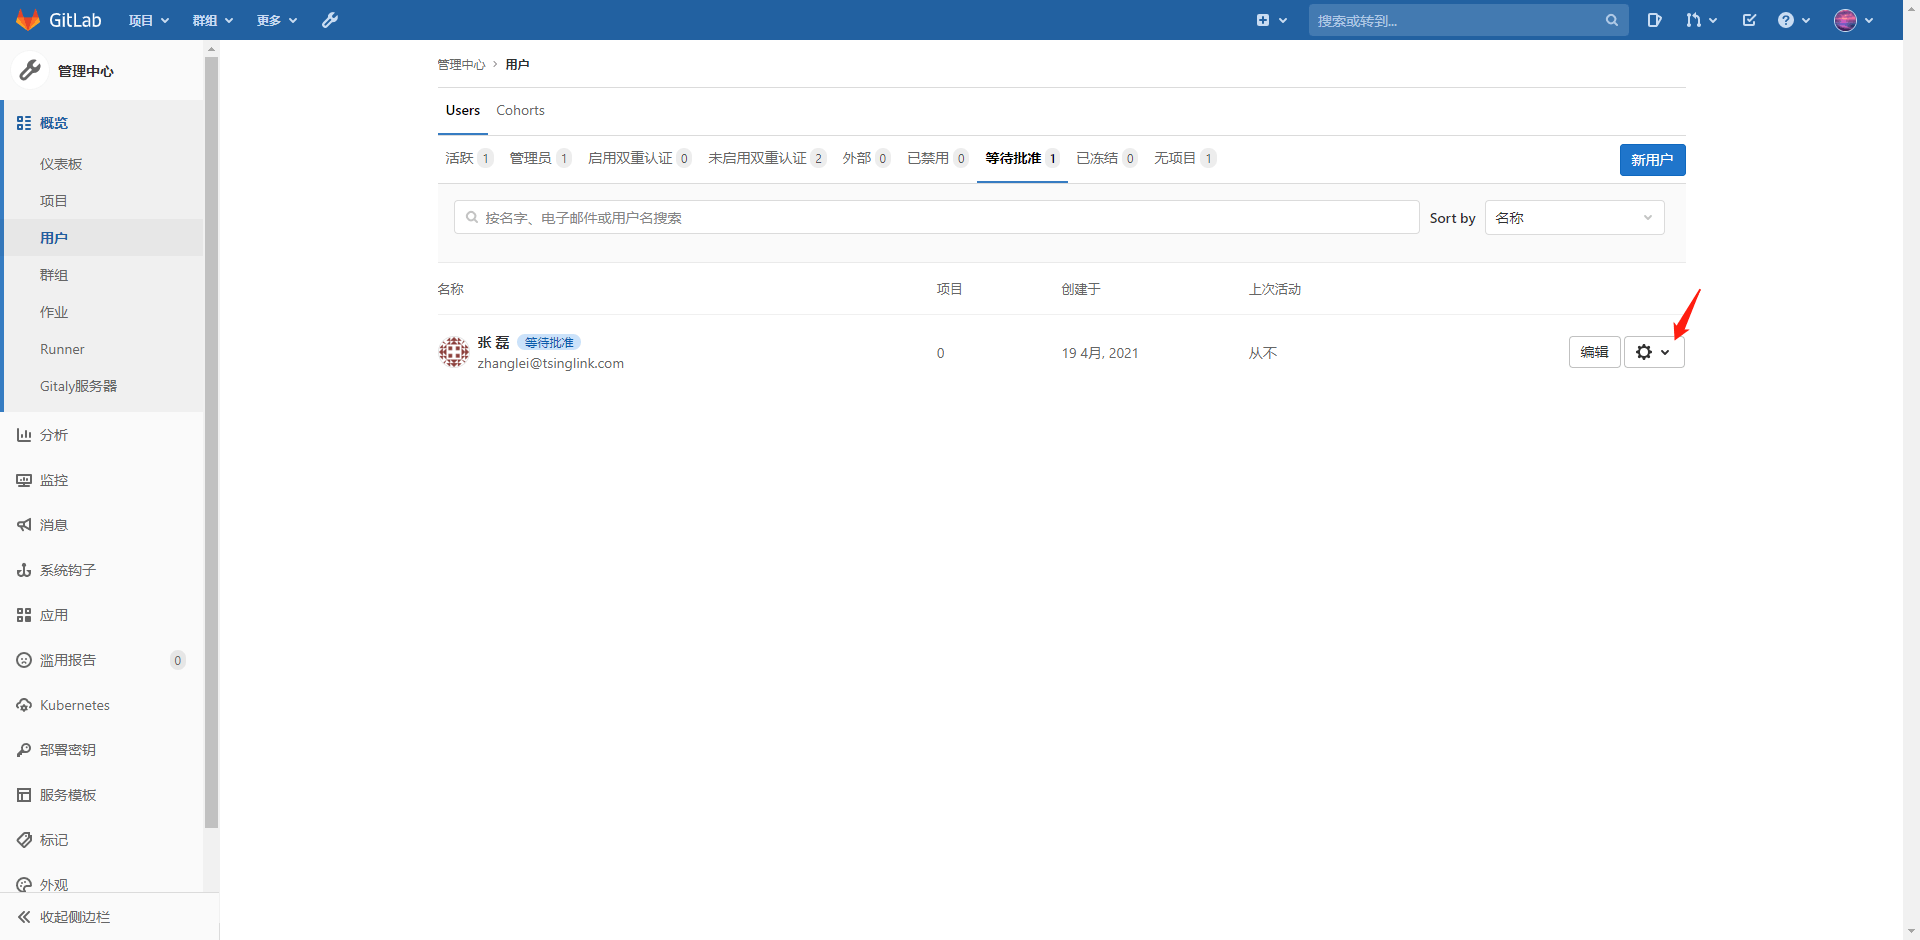 GitLab 项目 群组 更多 搜索或转到...
管理中心
概览
仪表板
项目
用户
群组
作业
Runner
Gitaly服务器
分析
监控
消息
系统钩子
应用
滥用报告 0
Kubernetes
部署密钥
服务模板
标记
外观
收起侧边栏
管理中心 › 用户
Users Cohorts
活跃 1 管理员 1 启用双重认证 0 未启用双重认证 2 外部 0 已禁用 0 等待批准 1 已冻结 0 无项目 1 新用户
按名字、电子邮件或用户名搜索 Sort by 名称
名称 项目 创建于 上次活动
张 磊 等待批准
zhanglei@tsinglink.com
0 19 4月, 2021 从不 编辑